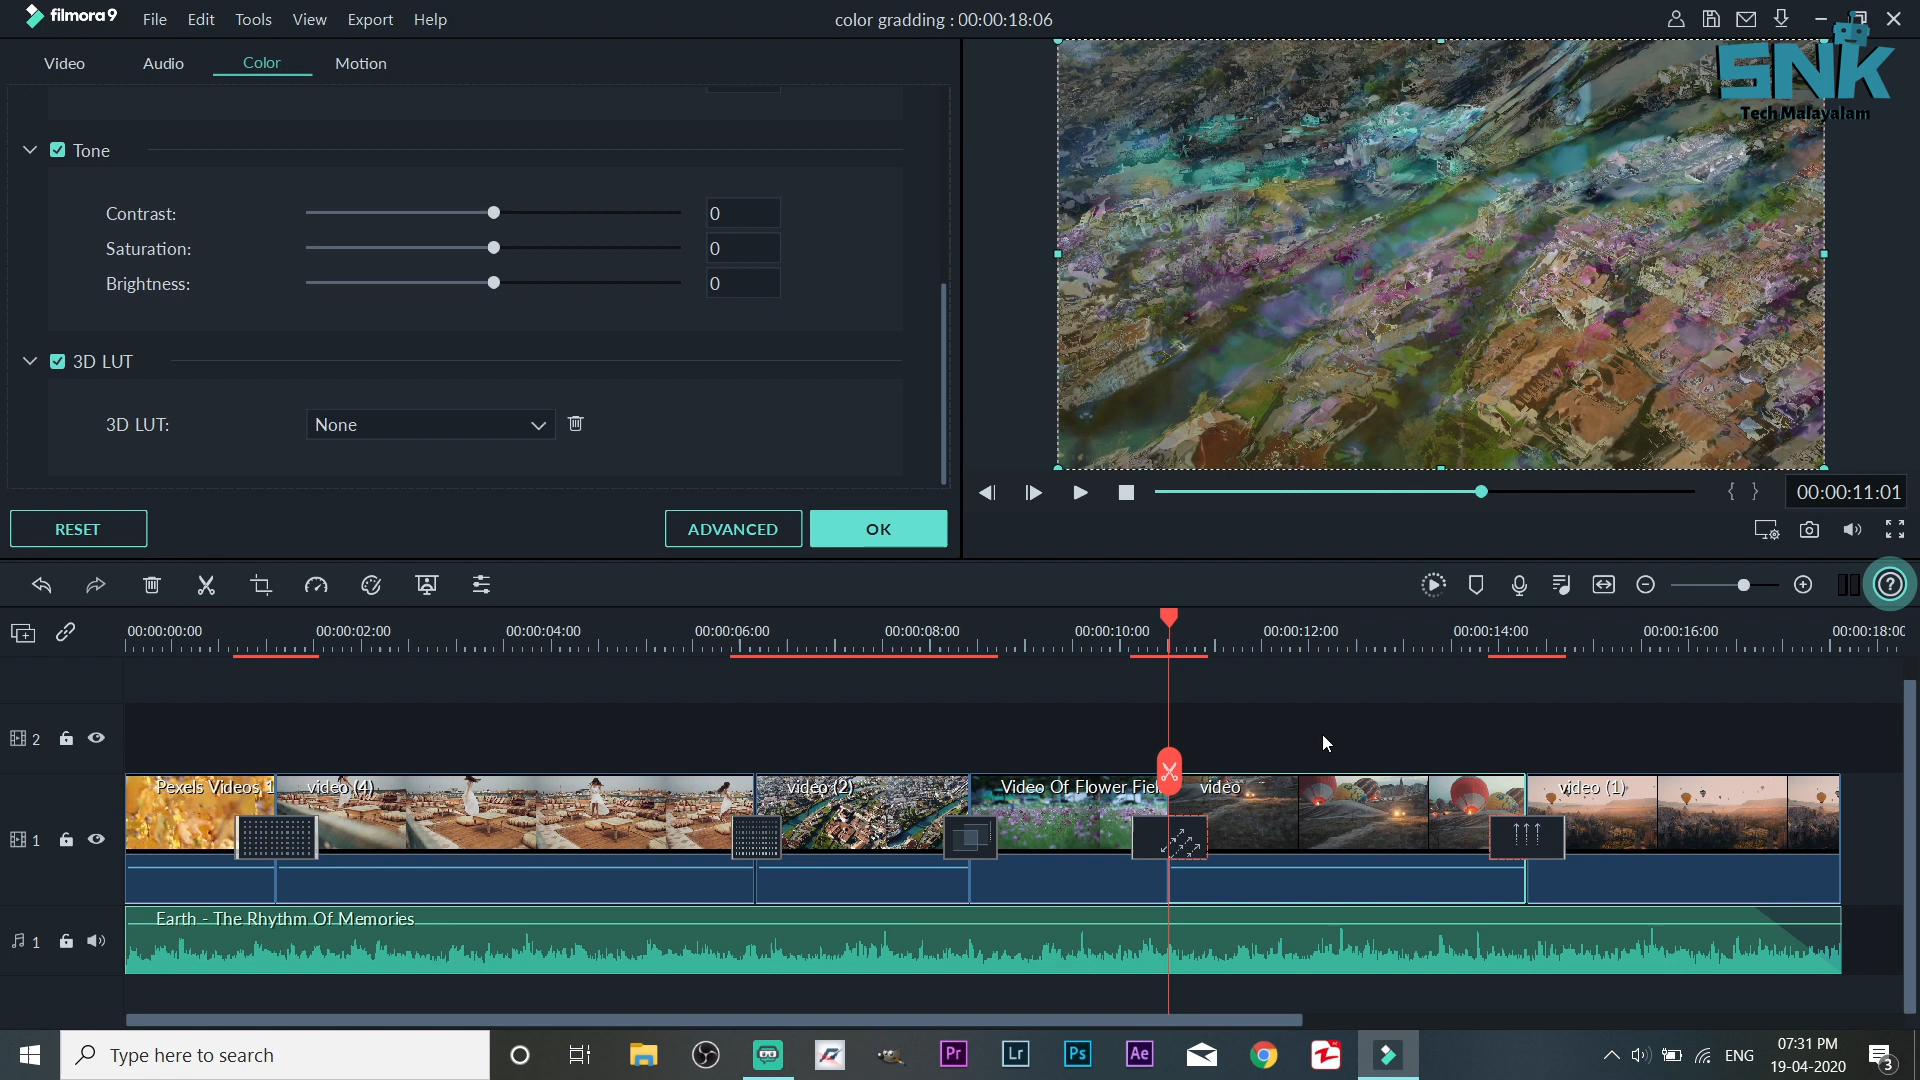 filmora9 File Edit Tools View Export Help color gradding : 00:00:18:06
SNK
Tech Malayalam
Video Audio Color Motion
Tone
Contrast: 0
Saturation: 0
Brightness: 0
3D LUT
3D LUT: None
RESET ADVANCED OK
{ } 00:00:11:01
00:00:00:00 00:00:02:00 00:00:04:00 00:00:06:00 00:00:08:00 00:00:10:00 00:00:12:00 00:00:14:00 00:00:16:00 00:00:18:00
2
Pexels Videos 1 video (4) video (2) Video Of Flower Fiel video video (1)
1
Earth - The Rhythm Of Memories
1
Type here to search
Pr Lr Ps Ae
ENG
07:31 PM
19-04-2020
3